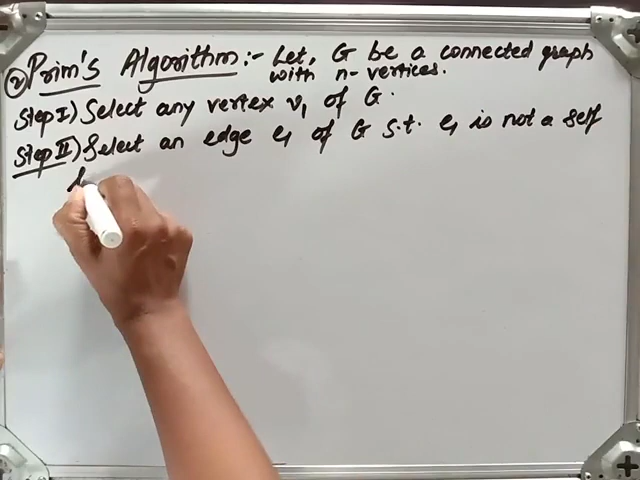 ② Prim's Algorithm:- Let, G be a connected graph
with n-vertices.
Step I) Select any vertex v₁ of G.
Step II) Select an edge e₁ of G s.t. e₁ is not a self